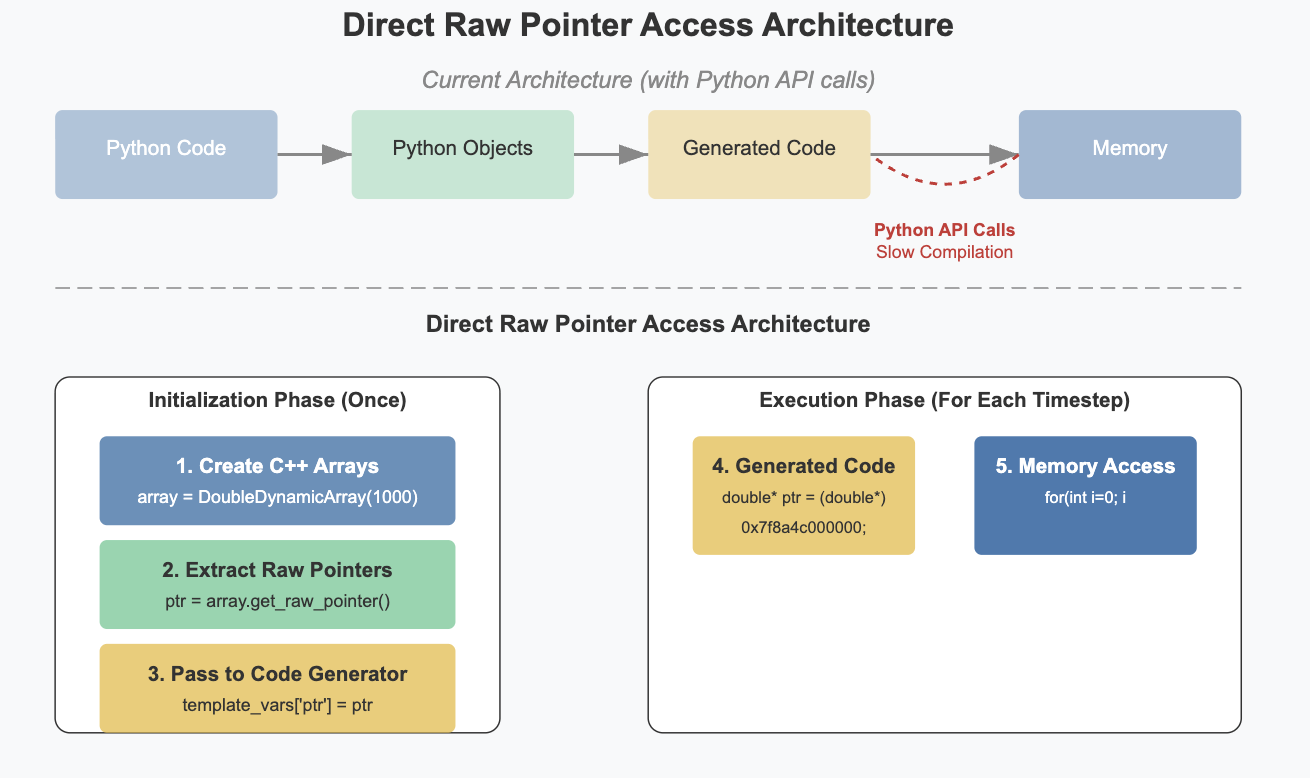 Direct Raw Pointer Access Architecture
Current Architecture (with Python API calls)
Python Code
Python Objects
Generated Code
Memory
Python API Calls
Slow Compilation
Direct Raw Pointer Access Architecture
Initialization Phase (Once)
1. Create C++ Arrays
array = DoubleDynamicArray(1000)
2. Extract Raw Pointers
ptr = array.get_raw_pointer()
3. Pass to Code Generator
template_vars['ptr'] = ptr
Execution Phase (For Each Timestep)
4. Generated Code
double* ptr = (double*)
0x7f8a4c000000;
5. Memory Access
for(int i=0; i